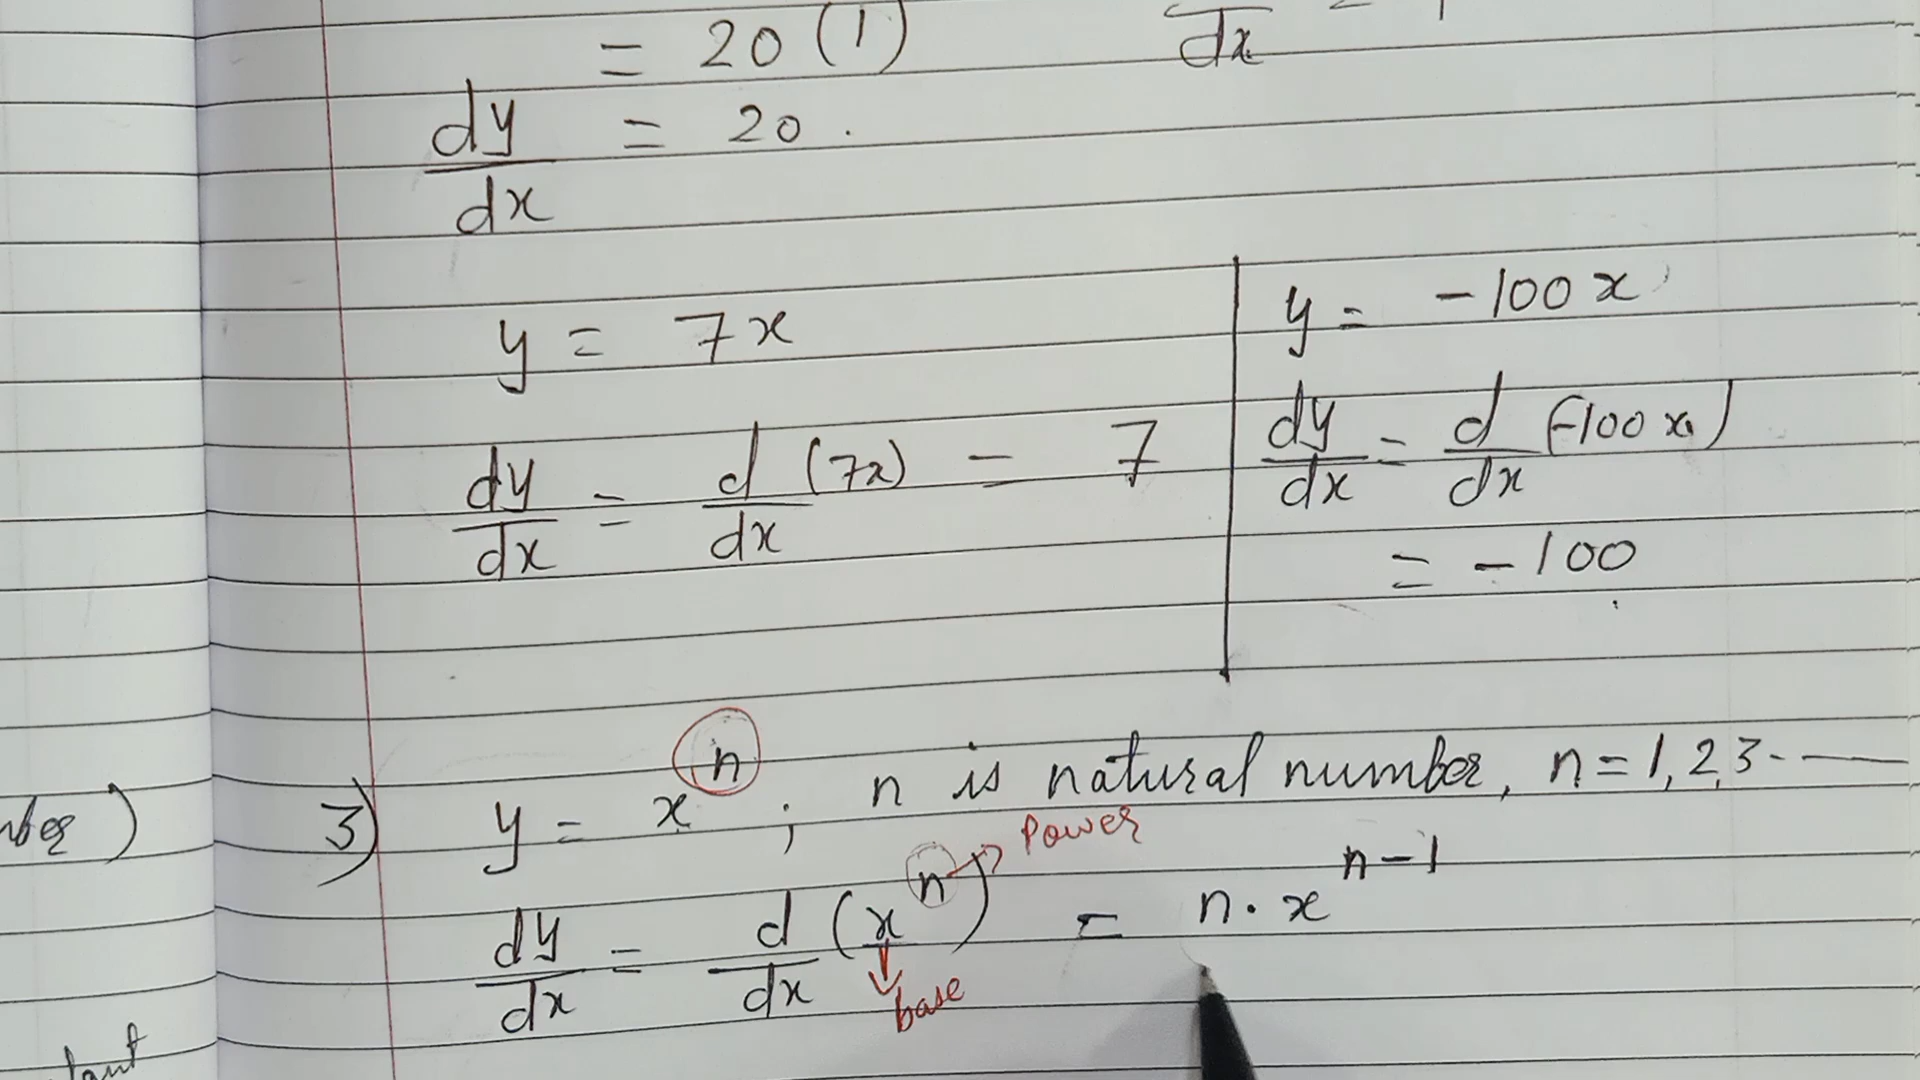 = 20 (1)
dx
dy/dx = 20.
y = 7x
dy/dx = d/dx (7x) = 7
y = -100x
dy/dx = d/dx (-100x)
= -100
3) y = x^n ; n is natural number, n = 1, 2, 3 - —
Power
dy/dx = d/dx (x^n) = n · x^(n-1)
base